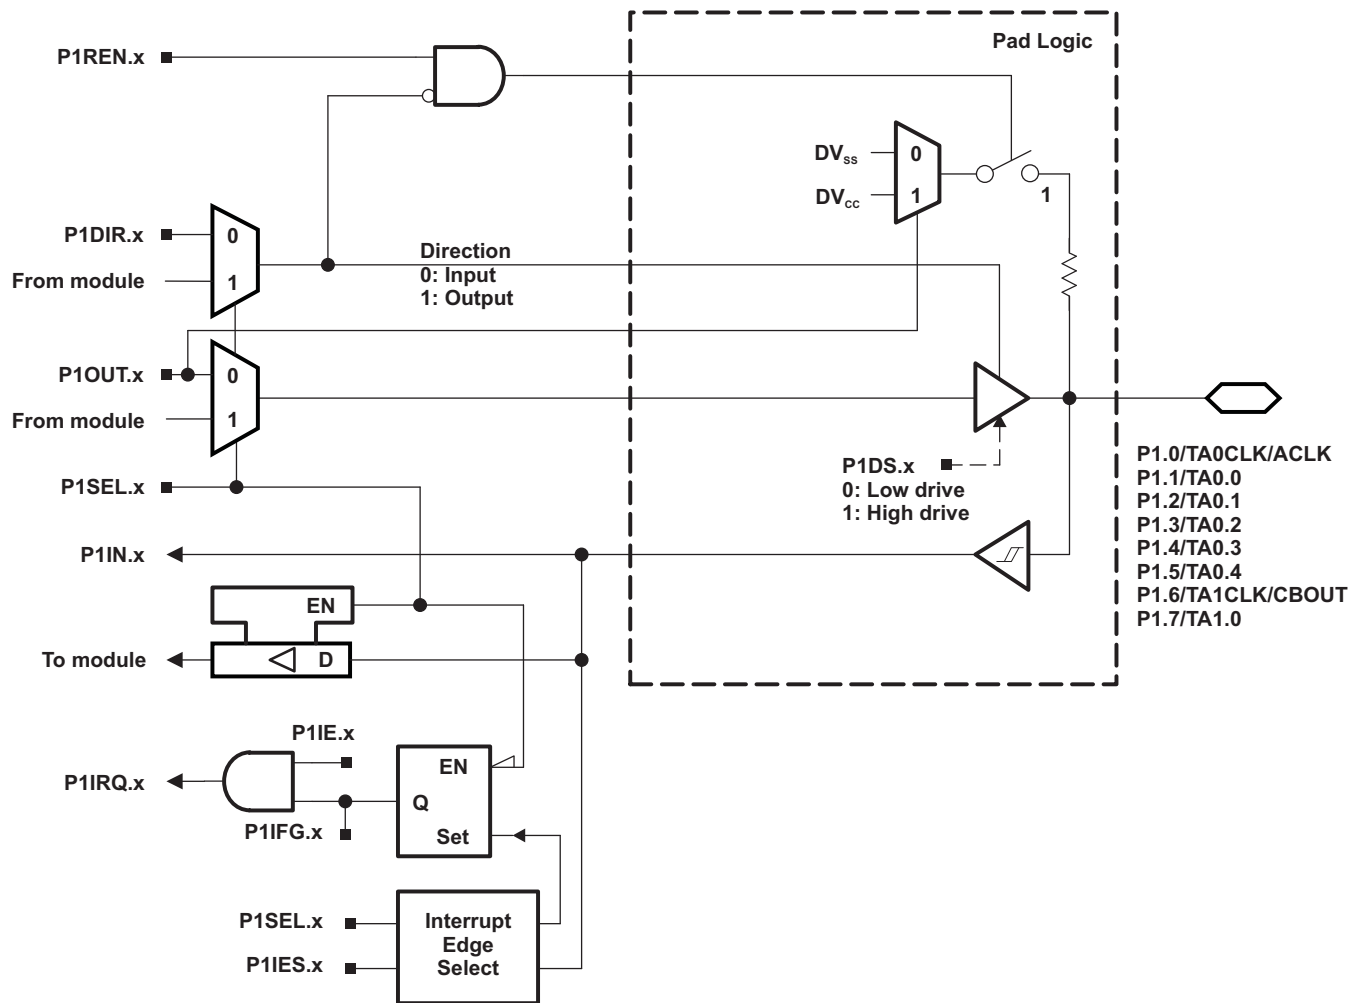 Pad Logic
P1REN.x
DVSS
0
DVCC
1
1
P1DIR.x
0
From module
1
Direction
0: Input
1: Output
P1OUT.x
0
From module
1
P1DS.x
0: Low drive
1: High drive
P1SEL.x
P1.0/TA0CLK/ACLK
P1.1/TA0.0
P1.2/TA0.1
P1.3/TA0.2
P1.4/TA0.3
P1.5/TA0.4
P1.6/TA1CLK/CBOUT
P1.7/TA1.0
P1IN.x
EN
To module
D
P1IE.x
EN
P1IRQ.x
Q
P1IFG.x
Set
P1SEL.x
P1IES.x
Interrupt
Edge
Select